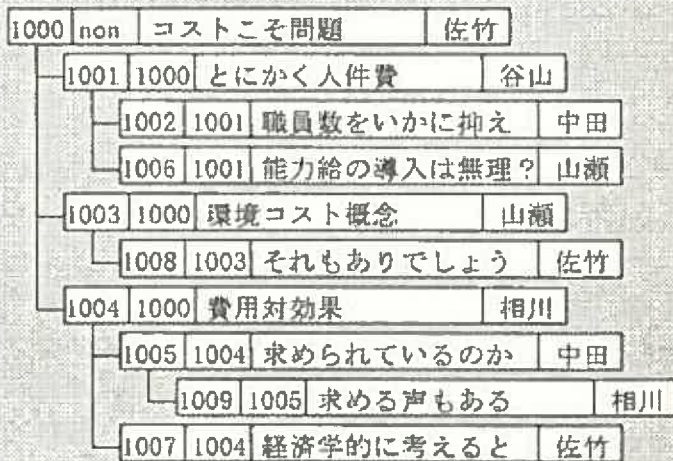 1000 non コストこそ問題 佐竹
1001 1000 とにかく人件費 谷山
1002 1001 職員数をいかに抑え 中田
1006 1001 能力給の導入は無理? 山瀬
1003 1000 環境コスト概念 山瀬
1008 1003 それもありでしょう 佐竹
1004 1000 費用対効果 相川
1005 1004 求められているのか 中田
1009 1005 求める声もある 相川
1007 1004 経済学的に考えると 佐竹